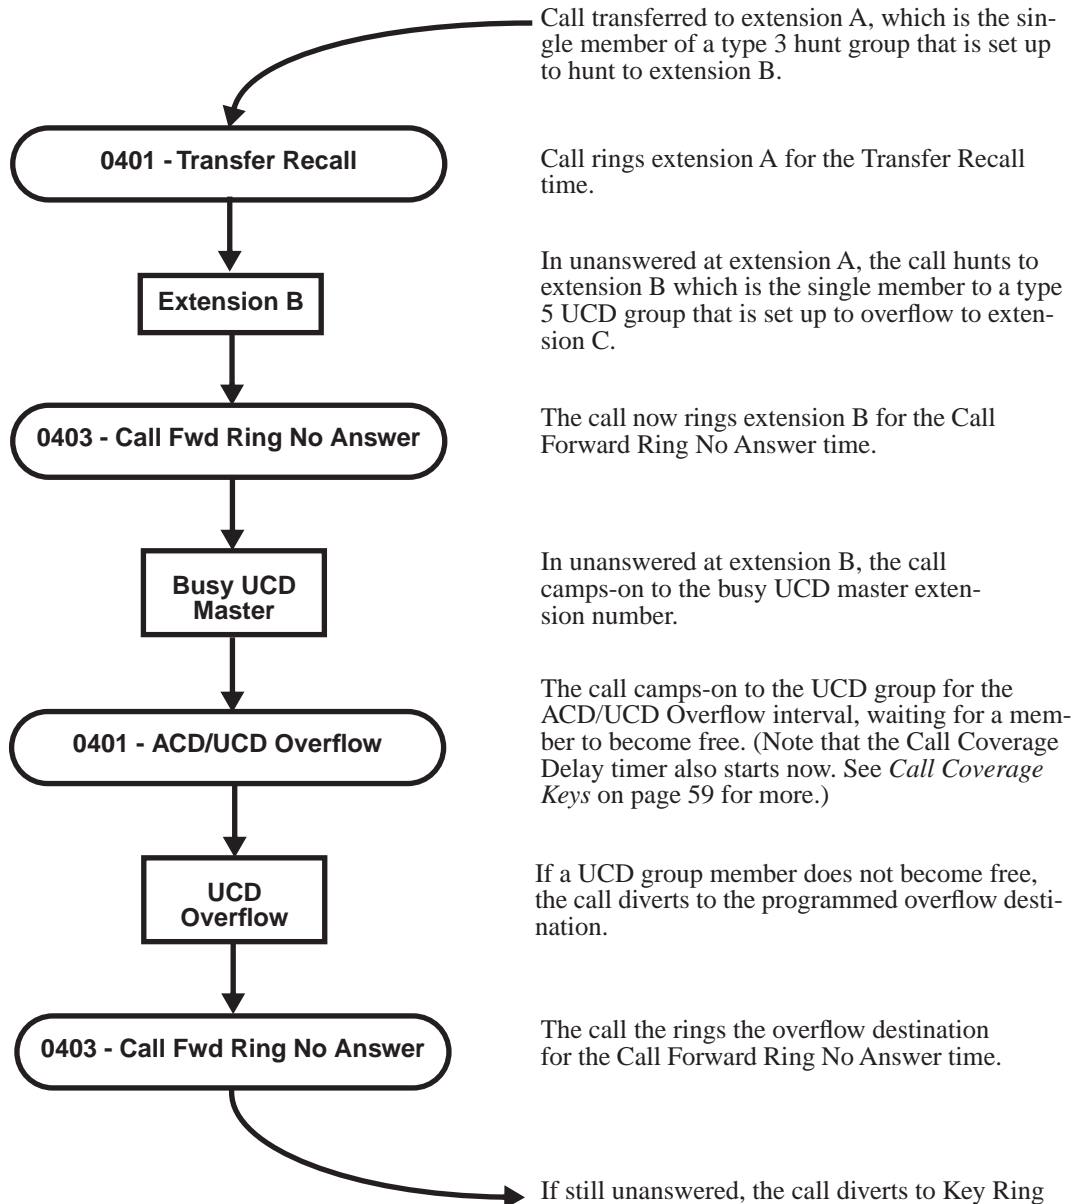 Call transferred to extension A, which is the sin-
gle member of a type 3 hunt group that is set up
to hunt to extension B.
0401 - Transfer Recall
Call rings extension A for the Transfer Recall
time.
Extension B
In unanswered at extension A, the call hunts to
extension B which is the single member to a type
5 UCD group that is set up to overflow to exten-
sion C.
0403 - Call Fwd Ring No Answer
The call now rings extension B for the Call
Forward Ring No Answer time.
Busy UCD
Master
In unanswered at extension B, the call
camps-on to the busy UCD master exten-
sion number.
0401 - ACD/UCD Overflow
The call camps-on to the UCD group for the
ACD/UCD Overflow interval, waiting for a mem-
ber to become free. (Note that the Call Coverage
Delay timer also starts now. See Call Coverage
Keys on page 59 for more.)
UCD
Overflow
If a UCD group member does not become free,
the call diverts to the programmed overflow desti-
nation.
0403 - Call Fwd Ring No Answer
The call the rings the overflow destination
for the Call Forward Ring No Answer time.
If still unanswered, the call diverts to Key Ring